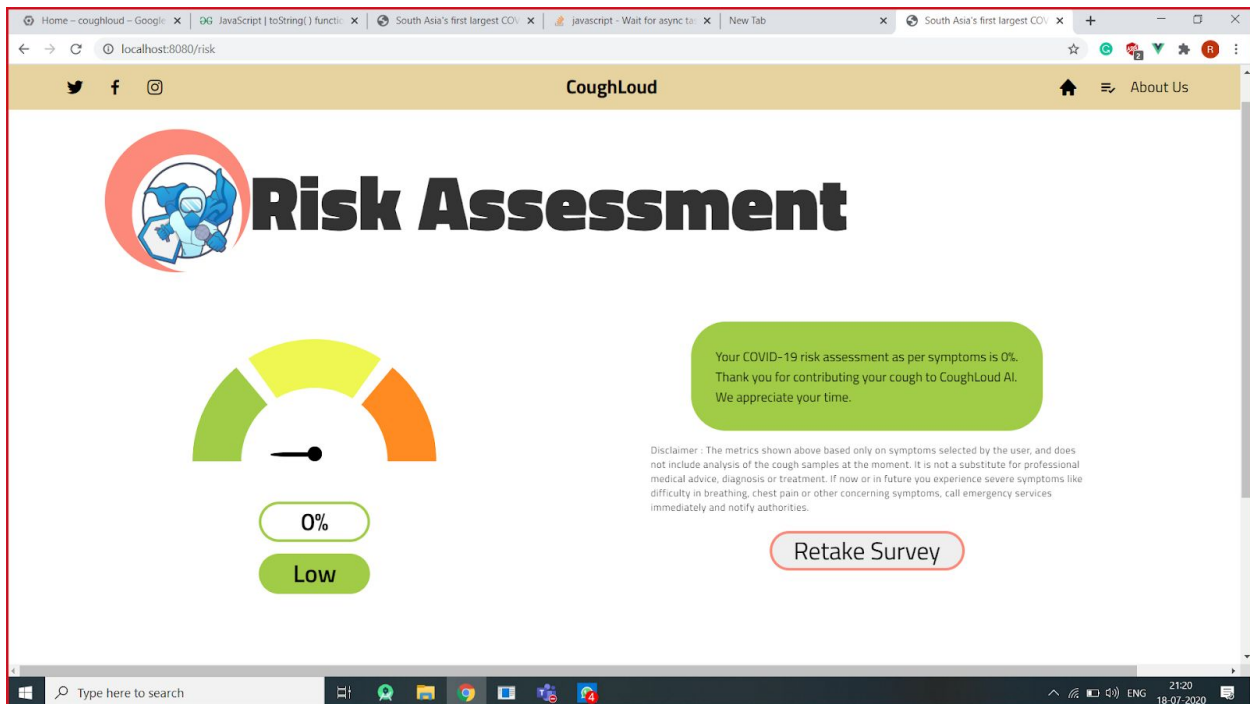 Home – coughloud – Google
JavaScript | toString( ) functio
South Asia's first largest COV
javascript - Wait for async tas
New Tab
South Asia's first largest COV
localhost:8080/risk
2
R
CoughLoud
About Us
Risk Assessment
Your COVID-19 risk assessment as per symptoms is 0%.
Thank you for contributing your cough to CoughLoud AI.
We appreciate your time.
Disclaimer : The metrics shown above based only on symptoms selected by the user, and does
not include analysis of the cough samples at the moment. It is not a substitute for professional
medical advice, diagnosis or treatment. If now or in future you experience severe symptoms like
difficulty in breathing, chest pain or other concerning symptoms, call emergency services
immediately and notify authorities.
0%
Low
Retake Survey
Type here to search
4
ENG
21:20
18-07-2020